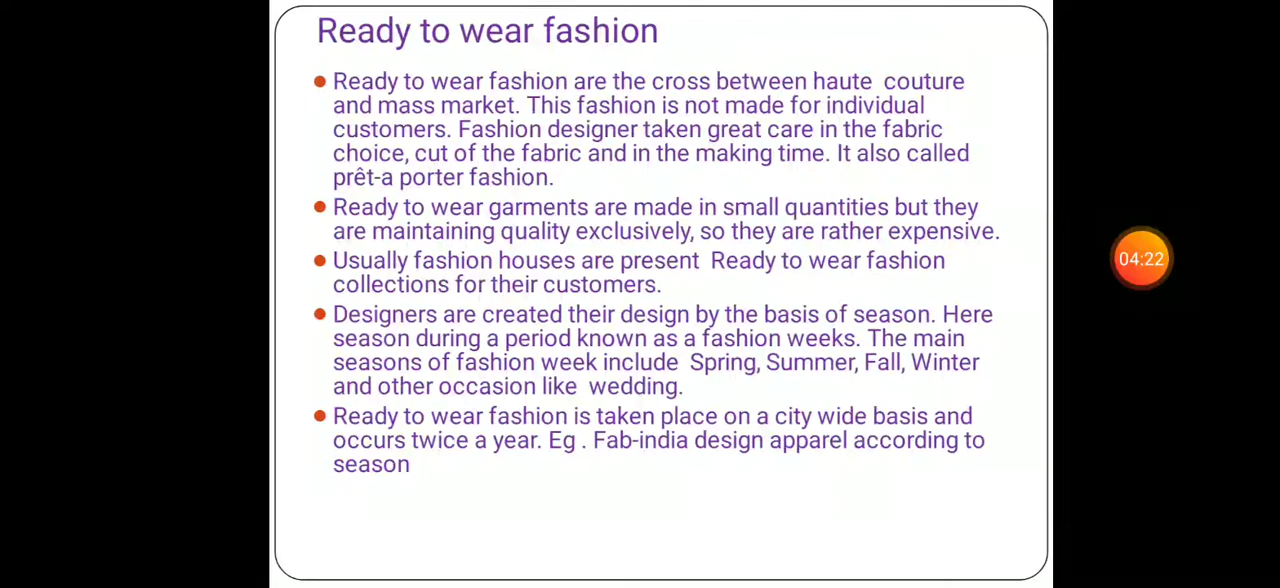 Ready to wear fashion
Ready to wear fashion are the cross between haute couture
and mass market. This fashion is not made for individual
customers. Fashion designer taken great care in the fabric
choice, cut of the fabric and in the making time. It also called
prêt-a porter fashion.
Ready to wear garments are made in small quantities but they
are maintaining quality exclusively, so they are rather expensive.
Usually fashion houses are present Ready to wear fashion
collections for their customers.
Designers are created their design by the basis of season. Here
season during a period known as a fashion weeks. The main
seasons of fashion week include Spring, Summer, Fall, Winter
and other occasion like wedding.
Ready to wear fashion is taken place on a city wide basis and
occurs twice a year. Eg . Fab-india design apparel according to
season
04:22